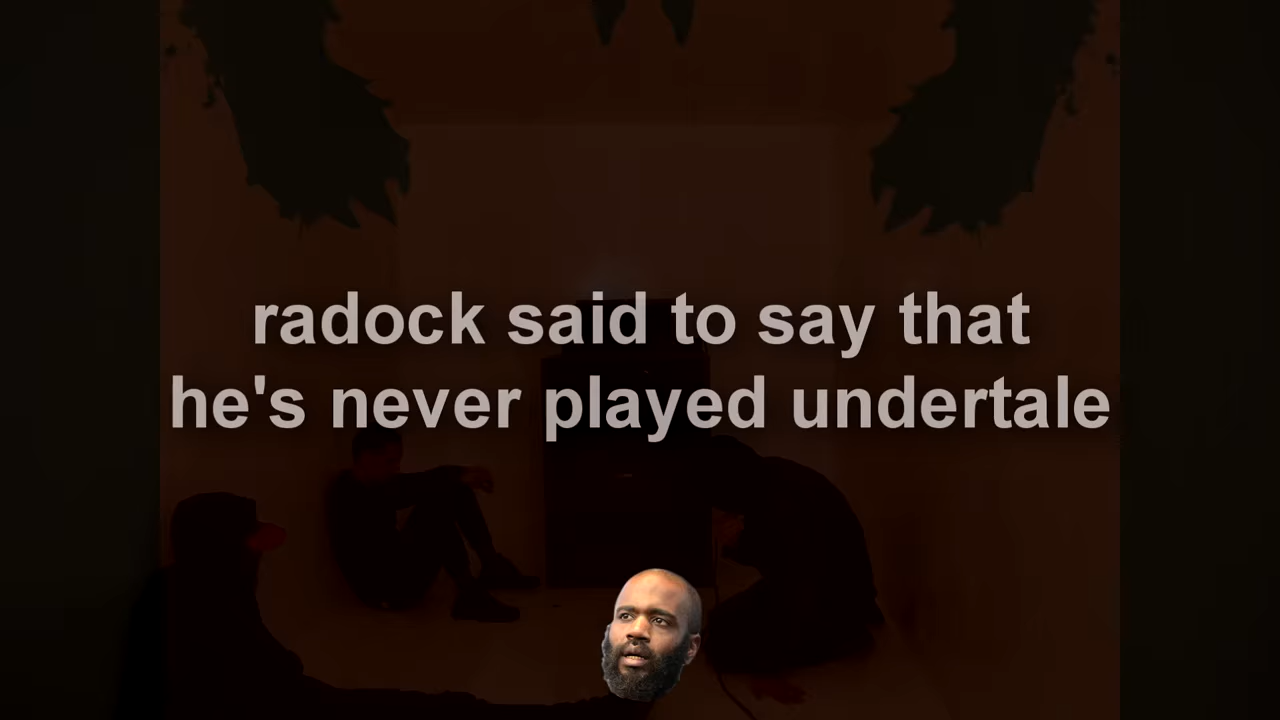 radock said to say that
he's never played undertale